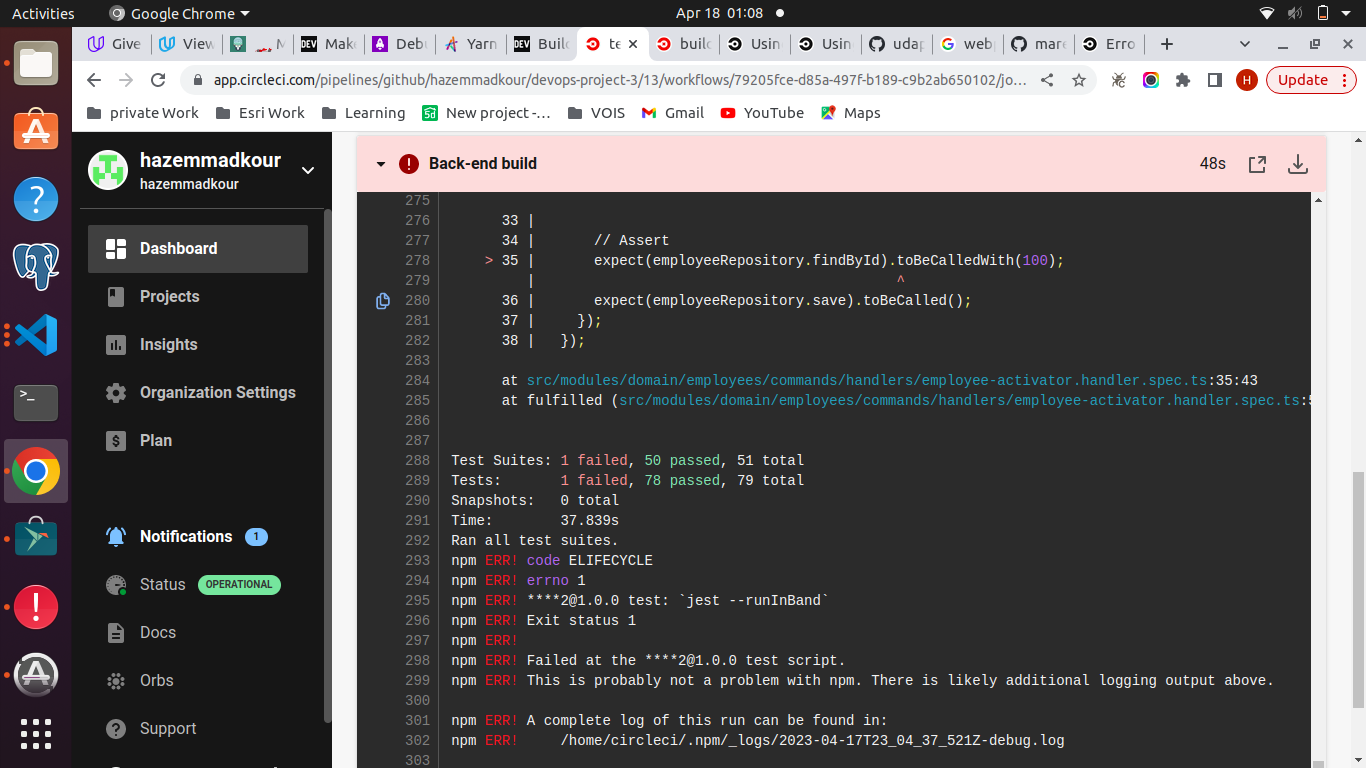 Activities
Google Chrome
Apr 18 01:08
Give
View
M
DEV
Make
Debu
Yarn
DEV
Build
te
build
Usin
Usin
udap
web
mare
Erro
app.circleci.com/pipelines/github/hazemmadkour/devops-project-3/13/workflows/79205fce-d85a-497f-b189-c9b2ab650102/jo...
H
Update
private Work
Esri Work
Learning
New project -...
VOIS
Gmail
YouTube
Maps
hazemmadkour
hazemmadkour
Dashboard
Projects
Insights
Organization Settings
Plan
Notifications 1
Status OPERATIONAL
Docs
Orbs
Support
Back-end build 48s
275
276 33 |
277 34 | // Assert
278 > 35 | expect(employeeRepository.findById).toBeCalledWith(100);
279 | ^
280 36 | expect(employeeRepository.save).toBeCalled();
281 37 | });
282 38 | });
283
284 at src/modules/domain/employees/commands/handlers/employee-activator.handler.spec.ts:35:43
285 at fulfilled (src/modules/domain/employees/commands/handlers/employee-activator.handler.spec.ts:5
286
287
288 Test Suites: 1 failed, 50 passed, 51 total
289 Tests: 1 failed, 78 passed, 79 total
290 Snapshots: 0 total
291 Time: 37.839s
292 Ran all test suites.
293 npm ERR! code ELIFECYCLE
294 npm ERR! errno 1
295 npm ERR! ****2@1.0.0 test: `jest --runInBand`
296 npm ERR! Exit status 1
297 npm ERR!
298 npm ERR! Failed at the ****2@1.0.0 test script.
299 npm ERR! This is probably not a problem with npm. There is likely additional logging output above.
300
301 npm ERR! A complete log of this run can be found in:
302 npm ERR! /home/circleci/.npm/_logs/2023-04-17T23_04_37_521Z-debug.log
303